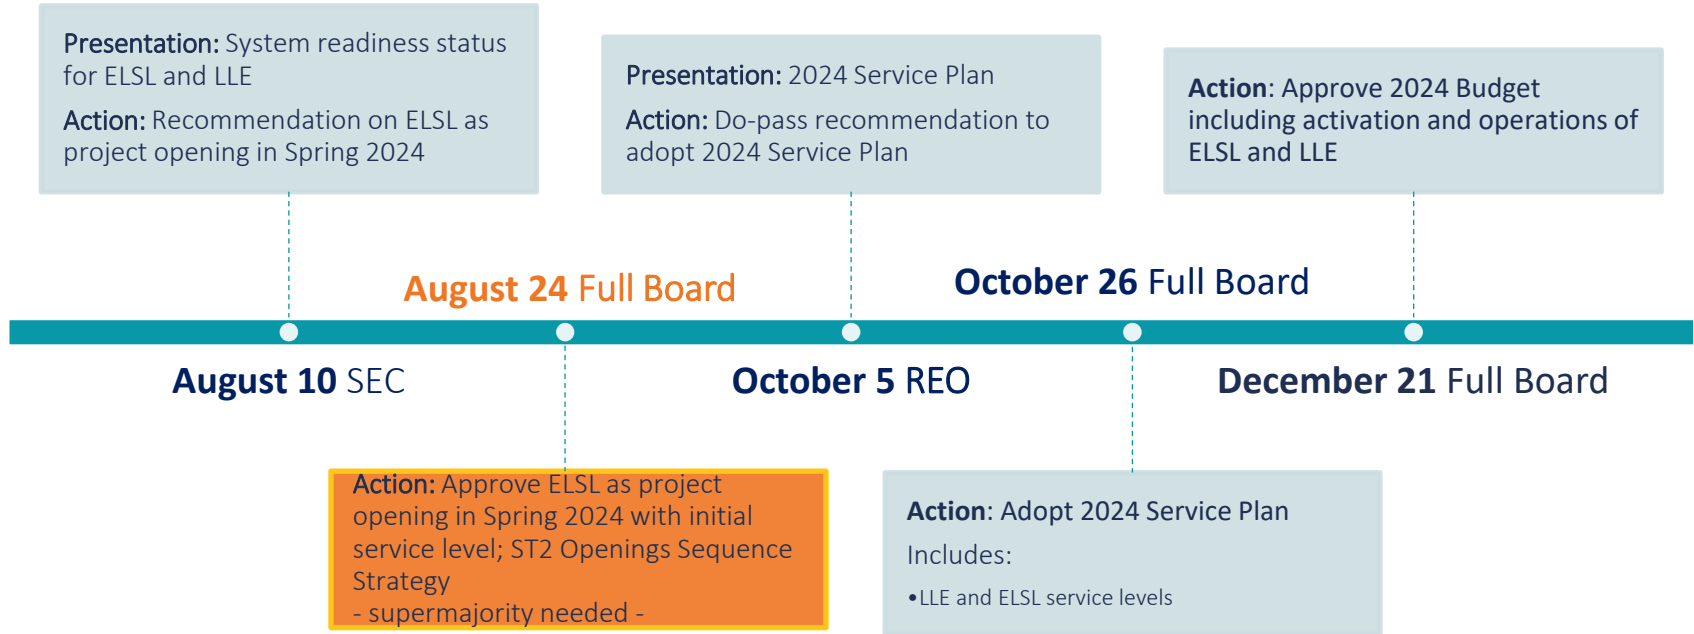 Presentation: System readiness status
for ELSL and LLE
Action: Recommendation on ELSL as
project opening in Spring 2024
Presentation: 2024 Service Plan
Action: Do-pass recommendation to
adopt 2024 Service Plan
Action: Approve 2024 Budget
including activation and operations of
ELSL and LLE
August 24 Full Board
October 26 Full Board
August 10 SEC
October 5 REO
December 21 Full Board
Action: Approve ELSL as project
opening in Spring 2024 with initial
service level; ST2 Openings Sequence
Strategy
- supermajority needed -
Action: Adopt 2024 Service Plan
Includes:
•LLE and ELSL service levels